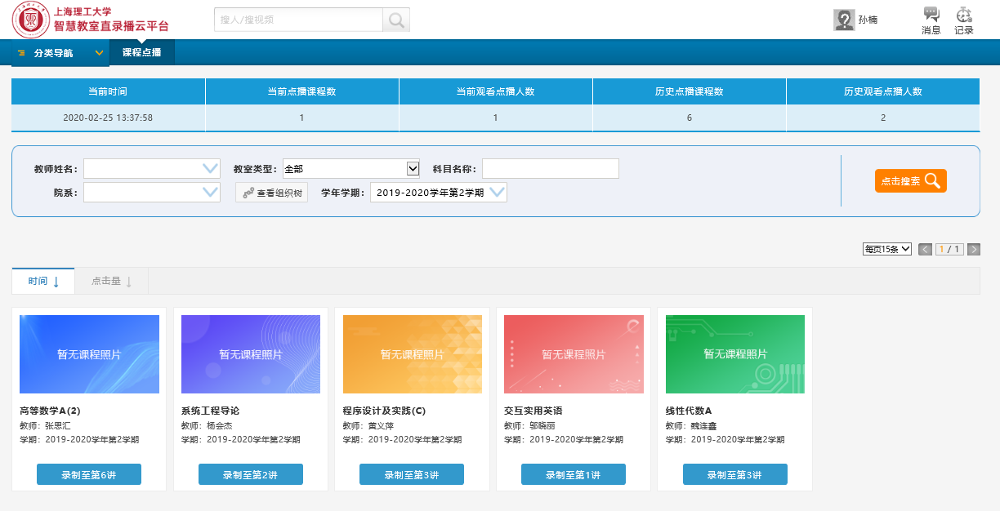 上海理工大学
智慧教室直录播云平台
搜人/搜视频
孙楠
消息 记录
分类导航 课程点播
当前时间 当前点播课程数 当前观看点播人数 历史点播课程数 历史观看点播人数
2020-02-25 13:37:58 1 1 6 2
教师姓名: 教室类型: 全部 科目名称:
点击搜索
院系: 查看组织树 学年学期: 2019-2020学年第2学期
每页15条 1 / 1
时间 ↓ 点击量 ↓
暂无课程照片 暂无课程照片 暂无课程照片 暂无课程照片 暂无课程照片
高等数学A(2) 系统工程导论 程序设计及实践(C) 交互实用英语 线性代数A
教师: 张思汇 教师: 杨会杰 教师: 黄义萍 教师: 邬晓丽 教师: 魏连鑫
学期: 2019-2020学年第2学期 学期: 2019-2020学年第2学期 学期: 2019-2020学年第2学期 学期: 2019-2020学年第2学期 学期: 2019-2020学年第2学期
录制至第6讲 录制至第2讲 录制至第3讲 录制至第1讲 录制至第3讲